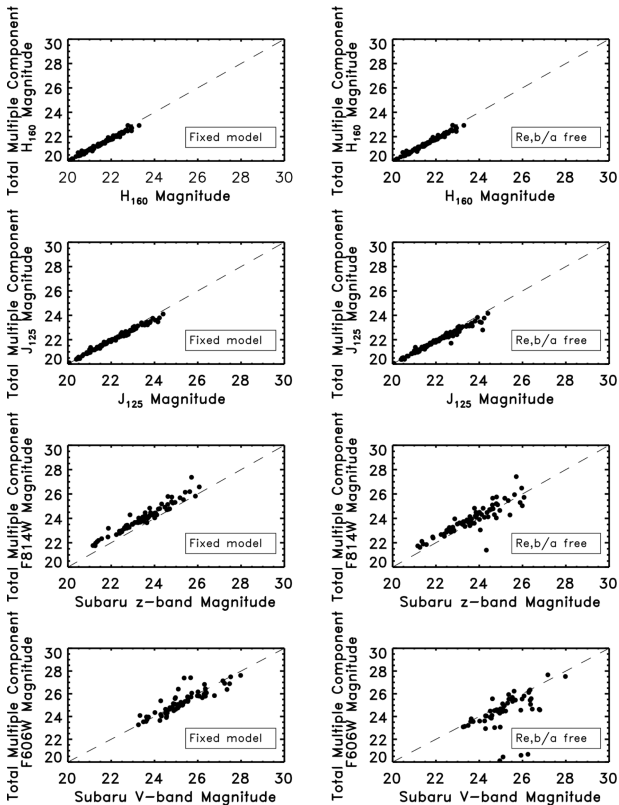 Total Multiple Component
H160 Magnitude
30
28
26
24
22
20
Fixed model
20 22 24 26 28 30
H160 Magnitude
Total Multiple Component
H160 Magnitude
30
28
26
24
22
20
Re,b/a free
20 22 24 26 28 30
H160 Magnitude
Total Multiple Component
J125 Magnitude
30
28
26
24
22
20
Fixed model
20 22 24 26 28 30
J125 Magnitude
Total Multiple Component
J125 Magnitude
30
28
26
24
22
20
Re,b/a free
20 22 24 26 28 30
J125 Magnitude
Total Multiple Component
F814W Magnitude
30
28
26
24
22
20
Fixed model
20 22 24 26 28 30
Subaru z-band Magnitude
Total Multiple Component
F814W Magnitude
30
28
26
24
22
20
Re,b/a free
20 22 24 26 28 30
Subaru z-band Magnitude
Total Multiple Component
F606W Magnitude
30
28
26
24
22
20
Fixed model
20 22 24 26 28 30
Subaru V-band Magnitude
Total Multiple Component
F606W Magnitude
30
28
26
24
22
20
Re,b/a free
20 22 24 26 28 30
Subaru V-band Magnitude